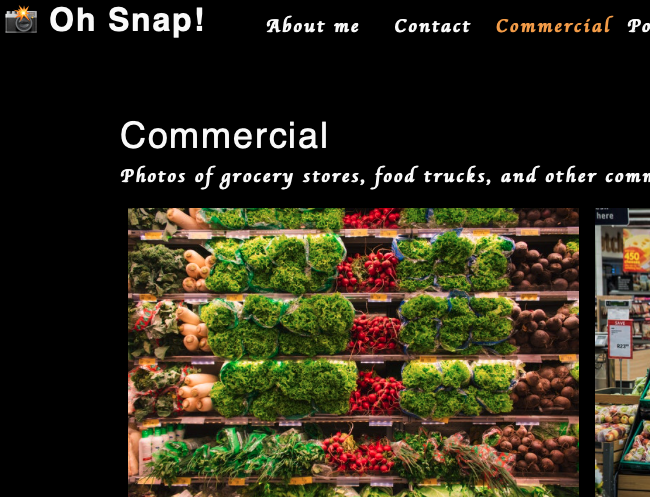 Oh Snap!
About me Contact Commercial Po
Commercial
Photos of grocery stores, food trucks, and other comm
here
450
SAVE